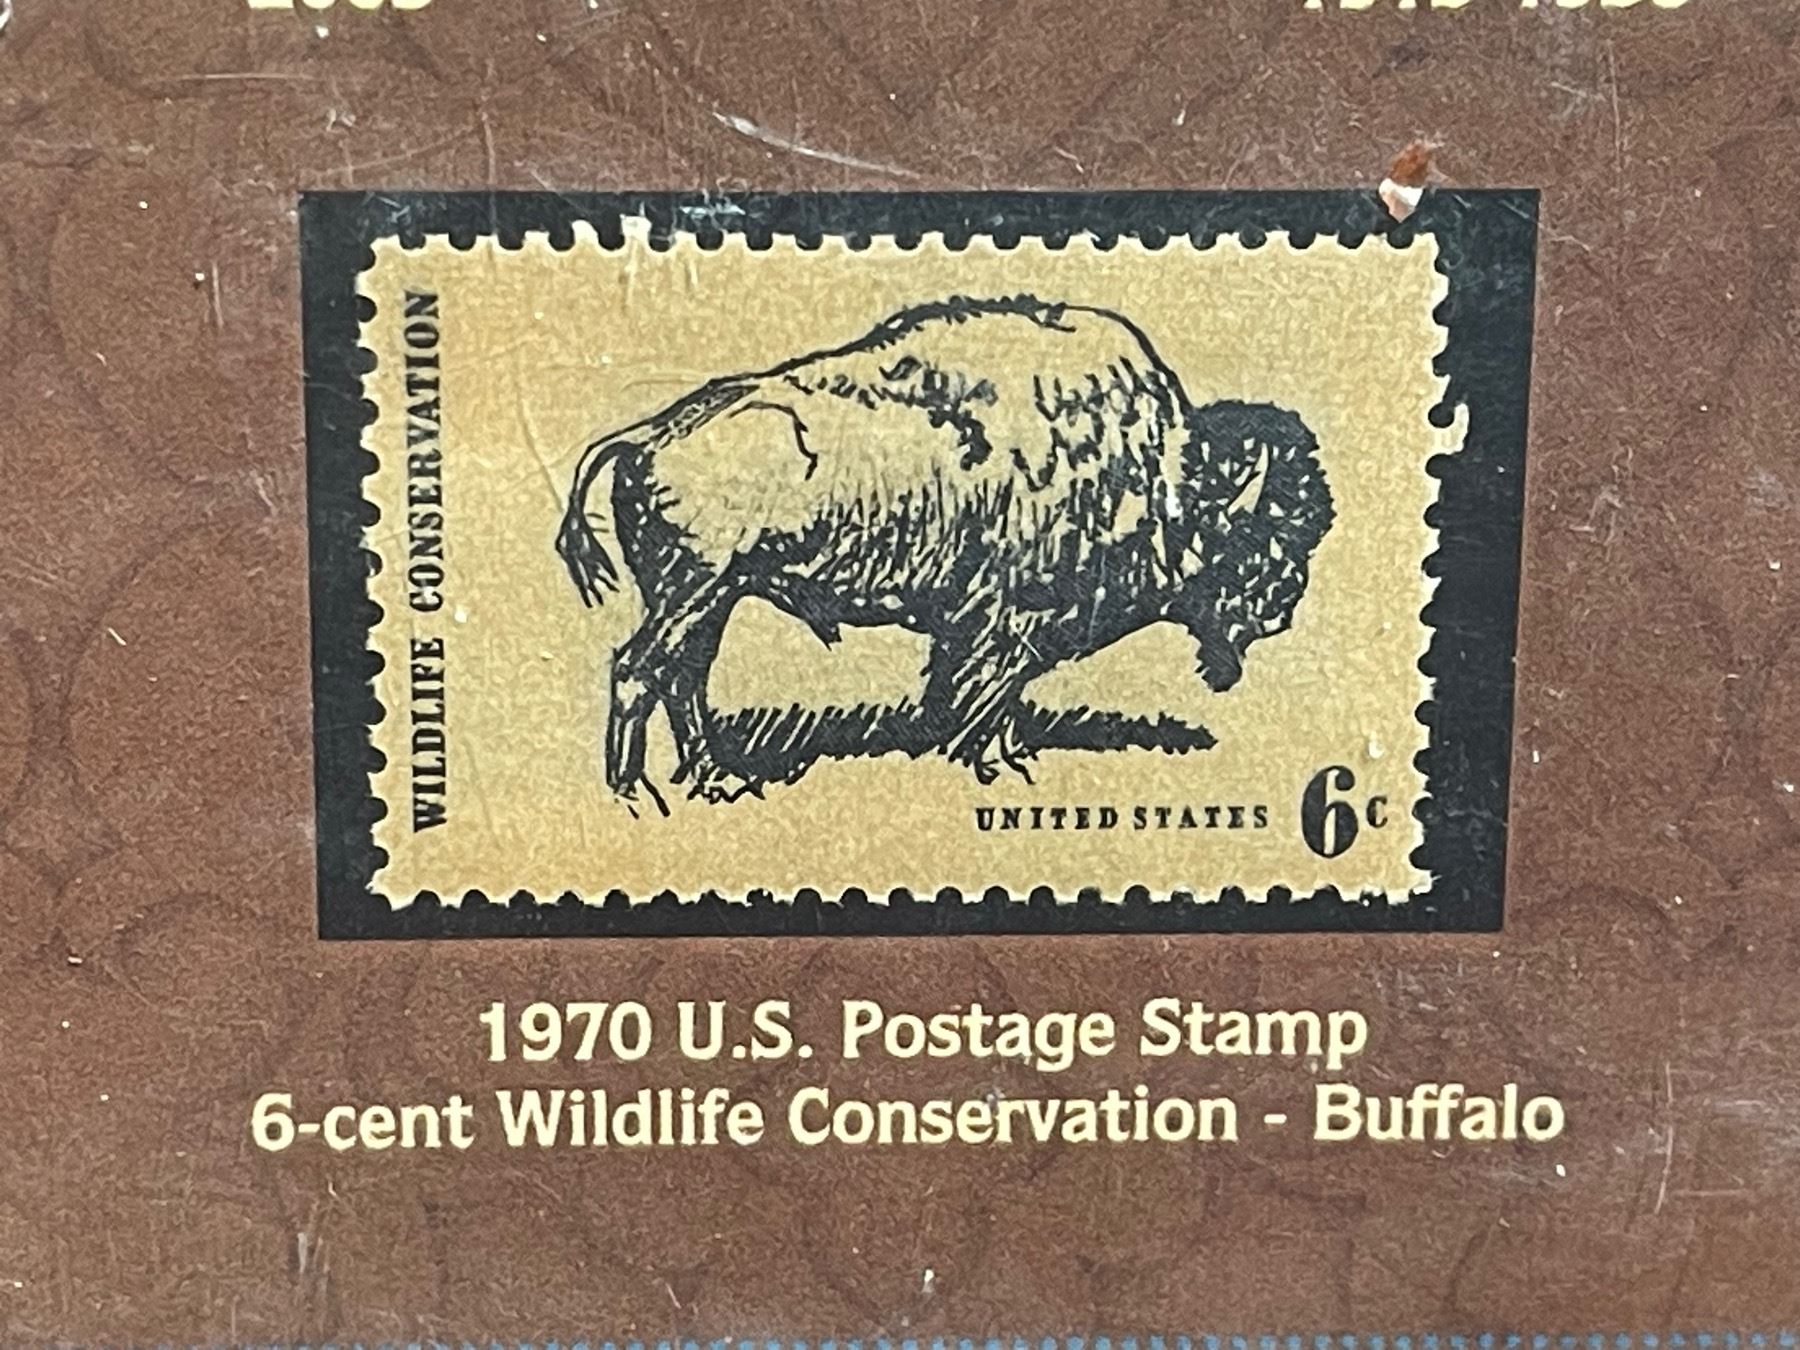 WILDLIFE CONSERVATION
UNITED STATES 6c
1970 U.S. Postage Stamp
6-cent Wildlife Conservation - Buffalo